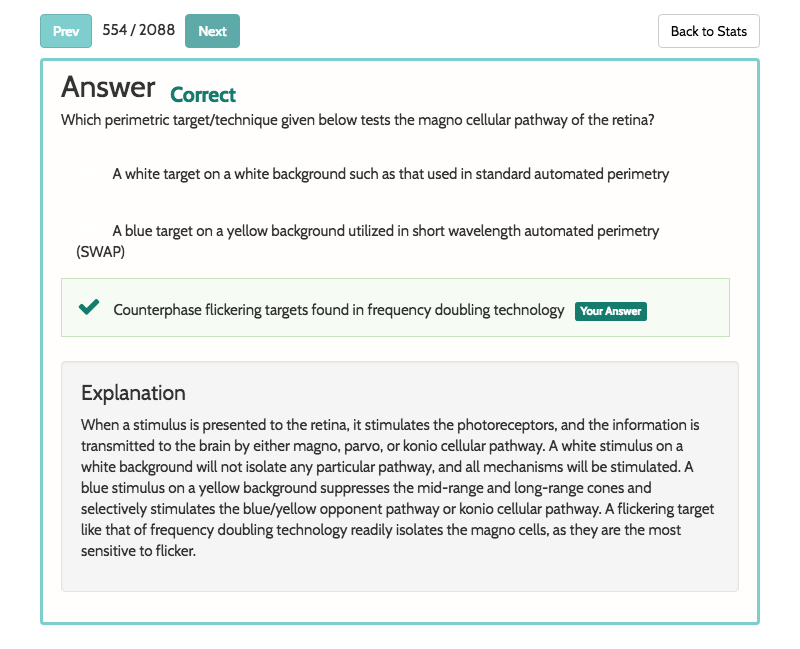 Prev 554 / 2088 Next Back to Stats
Answer Correct
Which perimetric target/technique given below tests the magno cellular pathway of the retina?
A white target on a white background such as that used in standard automated perimetry
A blue target on a yellow background utilized in short wavelength automated perimetry
(SWAP)
Counterphase flickering targets found in frequency doubling technology Your Answer
Explanation
When a stimulus is presented to the retina, it stimulates the photoreceptors, and the information is
transmitted to the brain by either magno, parvo, or konio cellular pathway. A white stimulus on a
white background will not isolate any particular pathway, and all mechanisms will be stimulated. A
blue stimulus on a yellow background suppresses the mid-range and long-range cones and
selectively stimulates the blue/yellow opponent pathway or konio cellular pathway. A flickering target
like that of frequency doubling technology readily isolates the magno cells, as they are the most
sensitive to flicker.